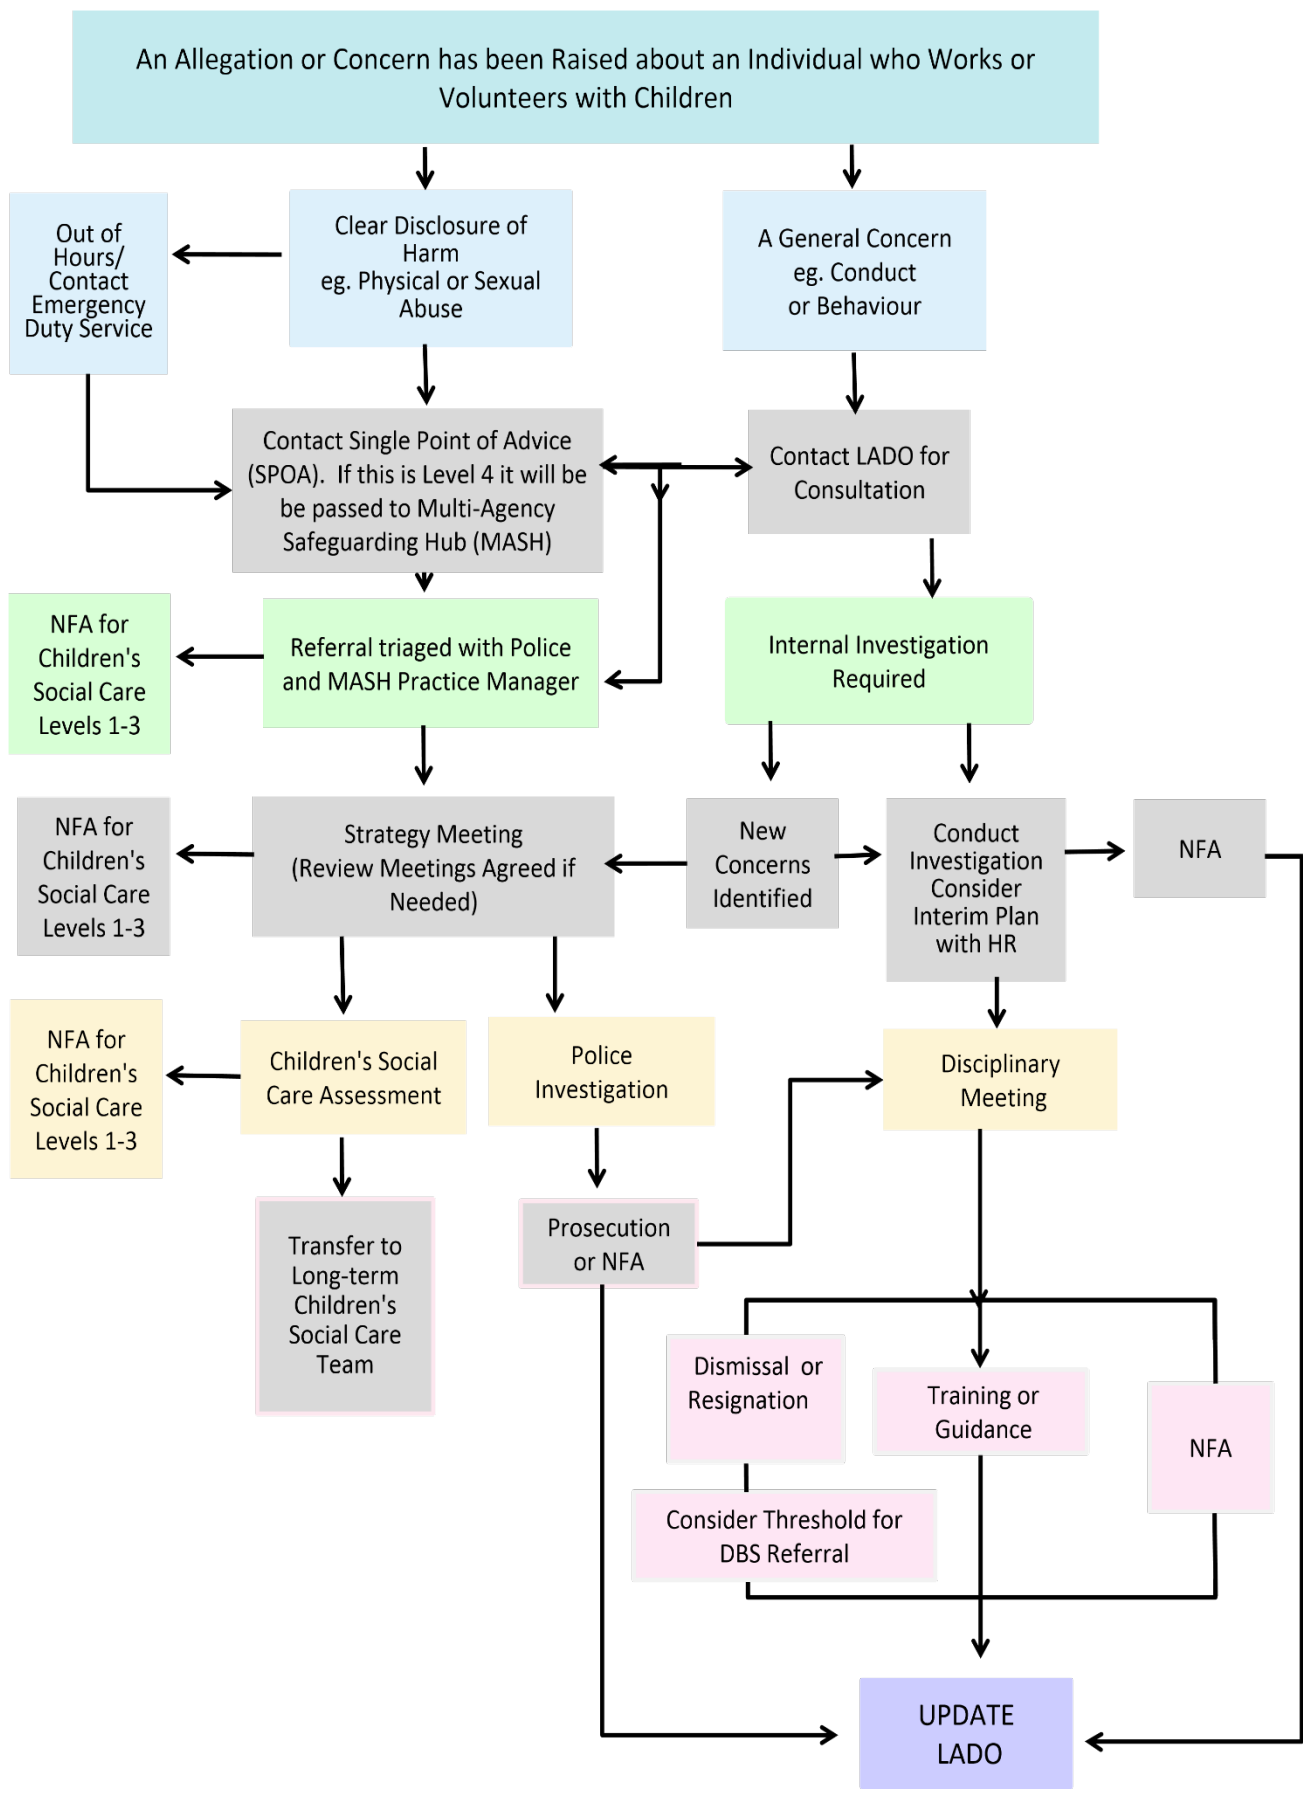 An Allegation or Concern has been Raised about an Individual who Works or
Volunteers with Children
Out of
Hours/
Contact
Emergency
Duty Service
Clear Disclosure of
Harm
eg. Physical or Sexual
Abuse
A General Concern
eg. Conduct
or Behaviour
Contact Single Point of Advice
(SPOA).  If this is Level 4 it will be
be passed to Multi-Agency
Safeguarding Hub (MASH)
Contact LADO for
Consultation
NFA for
Children's
Social Care
Levels 1-3
Referral triaged with Police
and MASH Practice Manager
Internal Investigation
Required
NFA for
Children's
Social Care
Levels 1-3
Strategy Meeting
(Review Meetings Agreed if
Needed)
New
Concerns
Identified
Conduct
Investigation
Consider
Interim Plan
with HR
NFA
NFA for
Children's
Social Care
Levels 1-3
Children's Social
Care Assessment
Police
Investigation
Disciplinary
Meeting
Transfer to
Long-term
Children's
Social Care
Team
Prosecution
or NFA
Dismissal  or
Resignation
Training or
Guidance
NFA
Consider Threshold for
DBS Referral
UPDATE
LADO